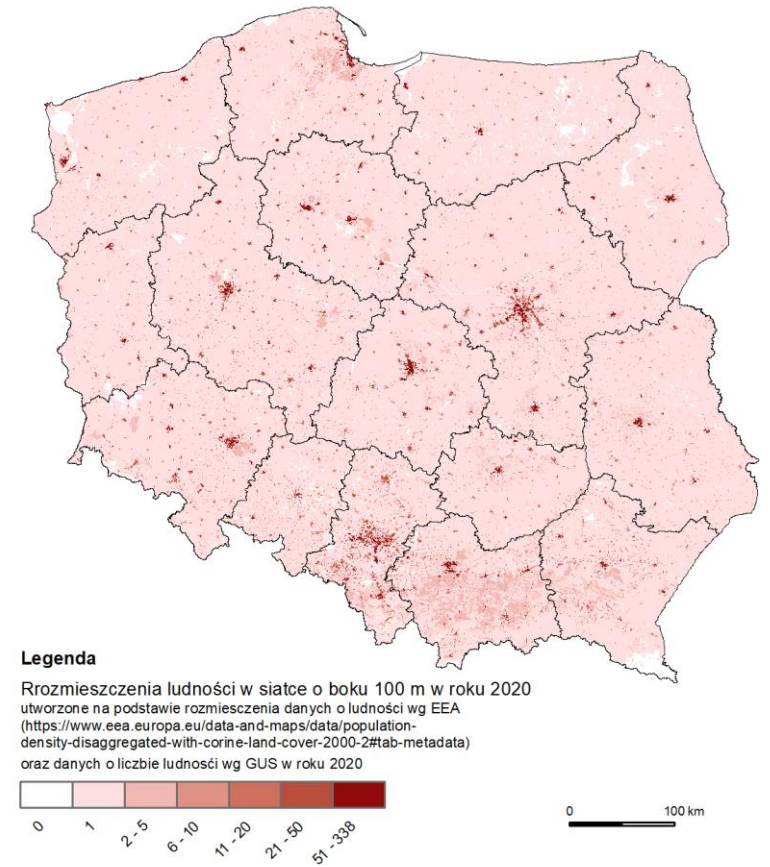 Legenda
Rrozmieszczenia ludności w siatce o boku 100 m w roku 2020
utworzone na podstawie rozmiesczenia danych o ludności wg EEA
(https://www.eea.europa.eu/data-and-maps/data/population-
density-disaggregated-with-corine-land-cover-2000-2#tab-metadata)
oraz danych o liczbie ludności wg GUS w roku 2020
0 1 2 - 5 6 - 10 11 - 20 21 - 50 51 - 338
0 100 km